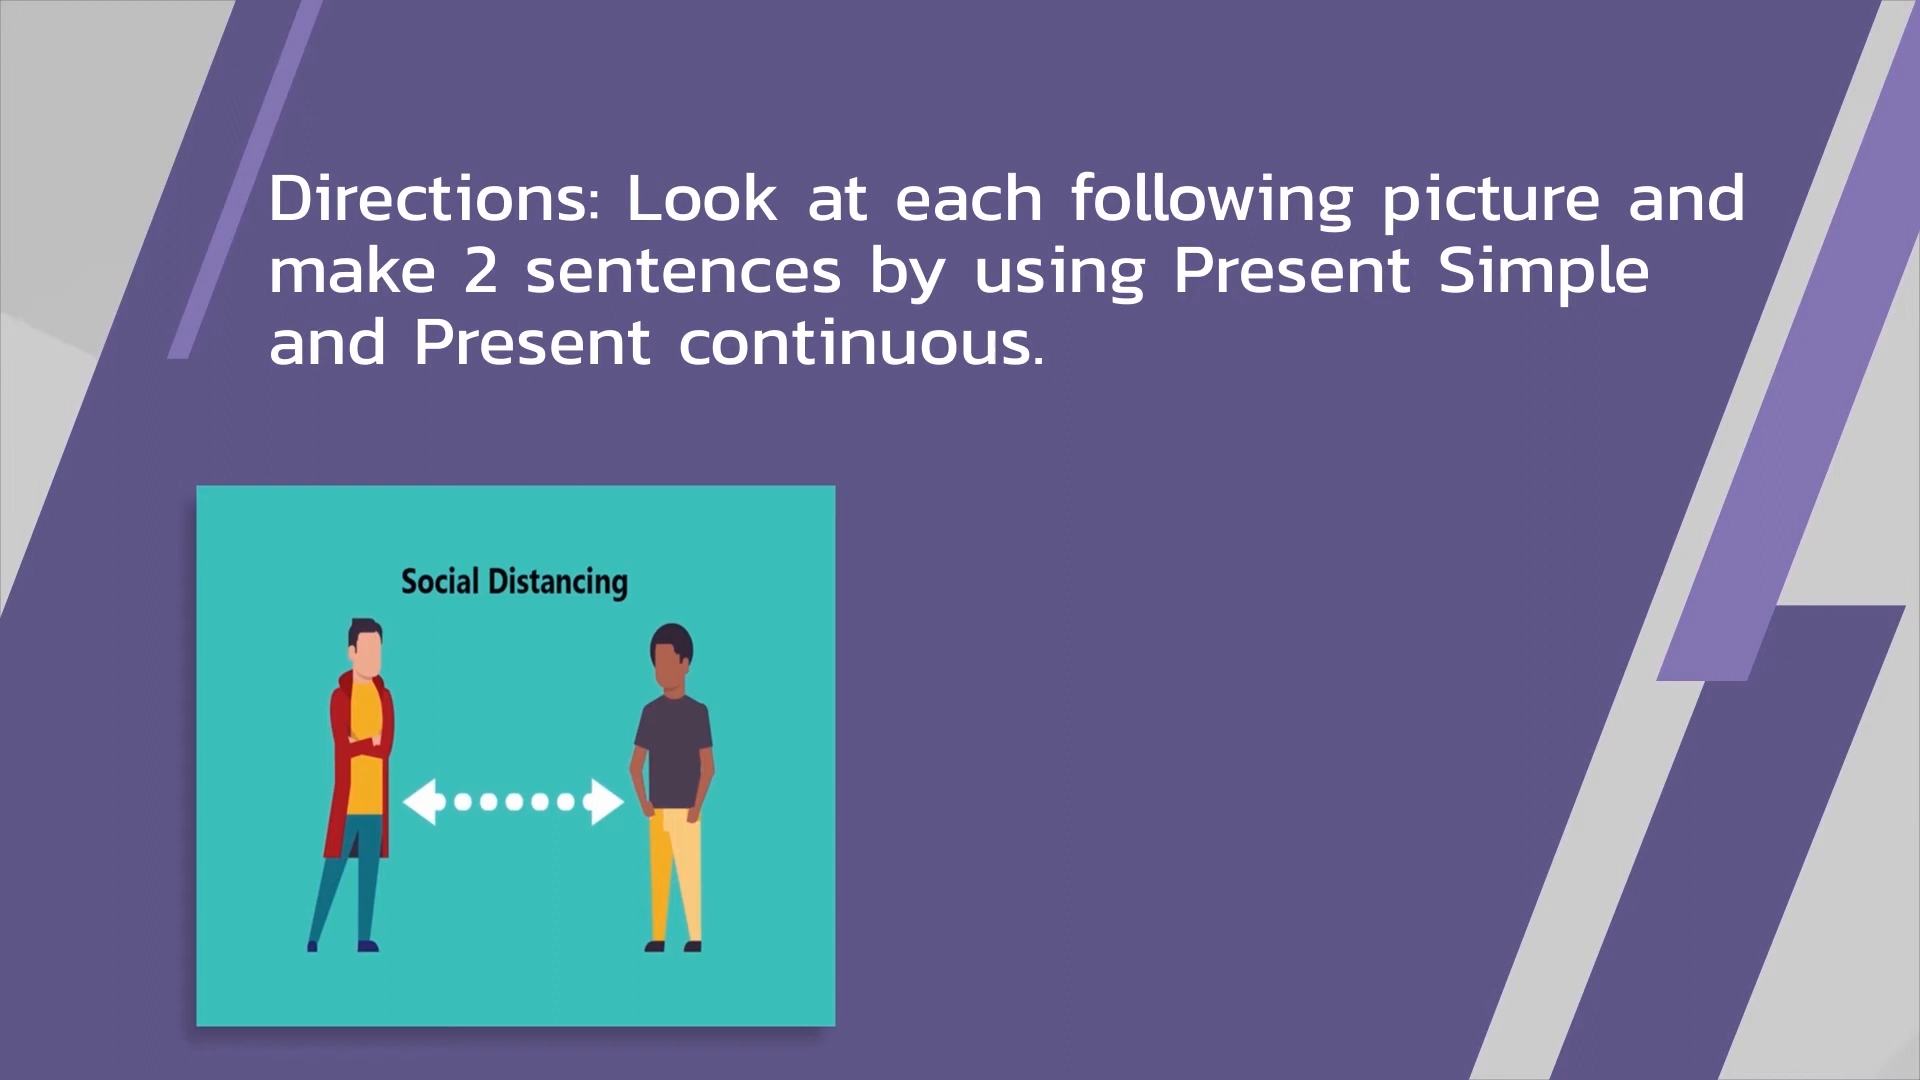 Directions: Look at each following picture and
make 2 sentences by using Present Simple
and Present continuous.
Social Distancing